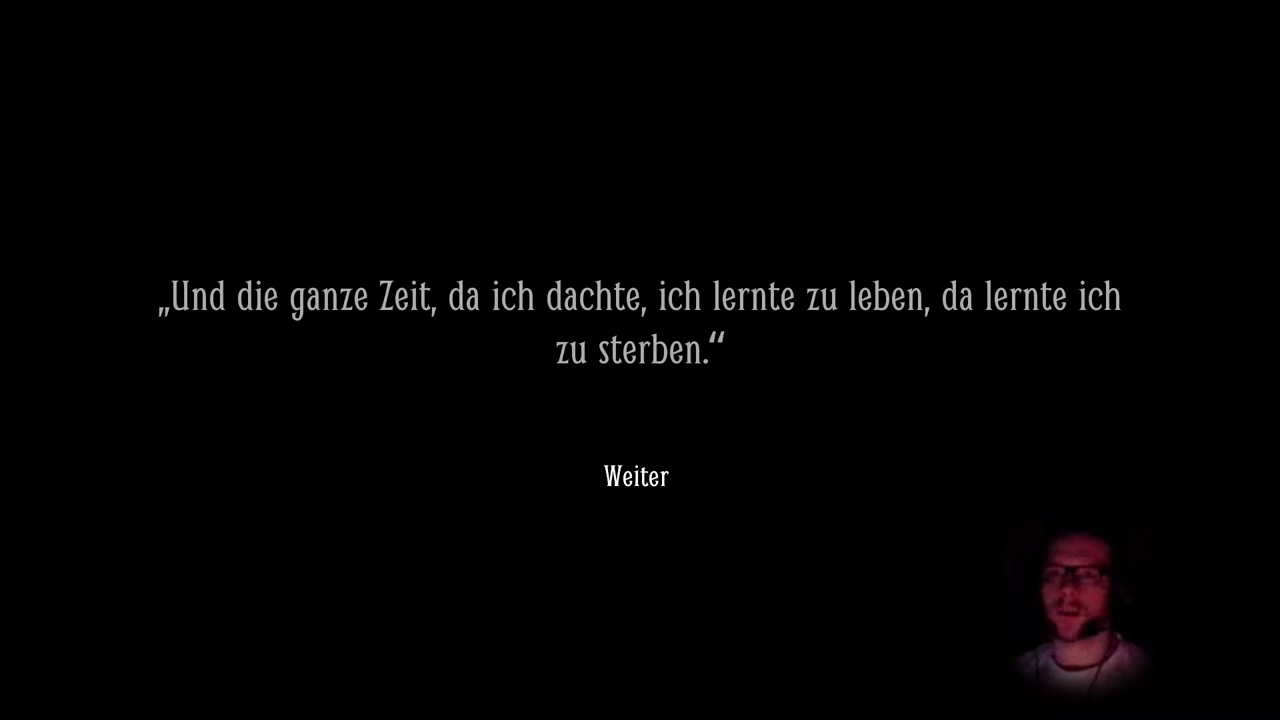 „Und die ganze Zeit, da ich dachte, ich lernte zu leben, da lernte ich
zu sterben.“
Weiter